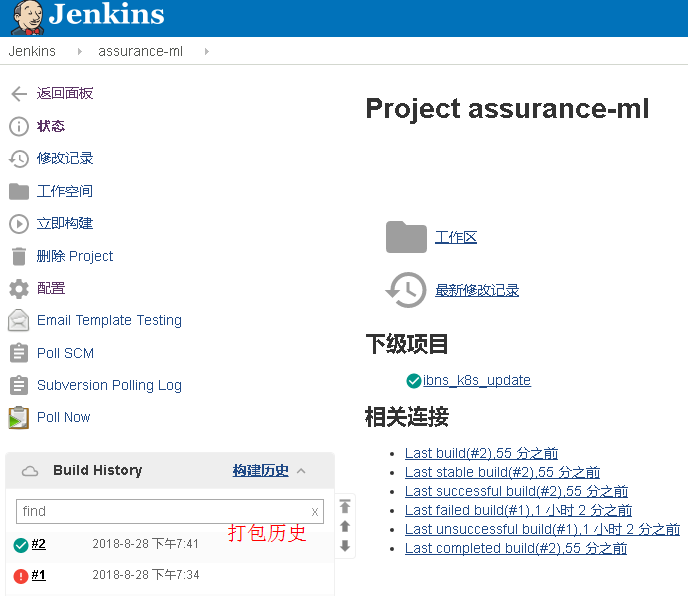 Jenkins
Jenkins assurance-ml
返回面板
状态
修改记录
工作空间
立即构建
删除 Project
配置
Email Template Testing
Poll SCM
Subversion Polling Log
Poll Now
Build History 构建历史
find x
打包历史
#2 2018-8-28 下午7:41
#1 2018-8-28 下午7:34
Project assurance-ml
工作区
最新修改记录
下级项目
ibns_k8s_update
相关连接
Last build(#2),55 分之前
Last stable build(#2),55 分之前
Last successful build(#2),55 分之前
Last failed build(#1),1 小时 2 分之前
Last unsuccessful build(#1),1 小时 2 分之前
Last completed build(#2),55 分之前